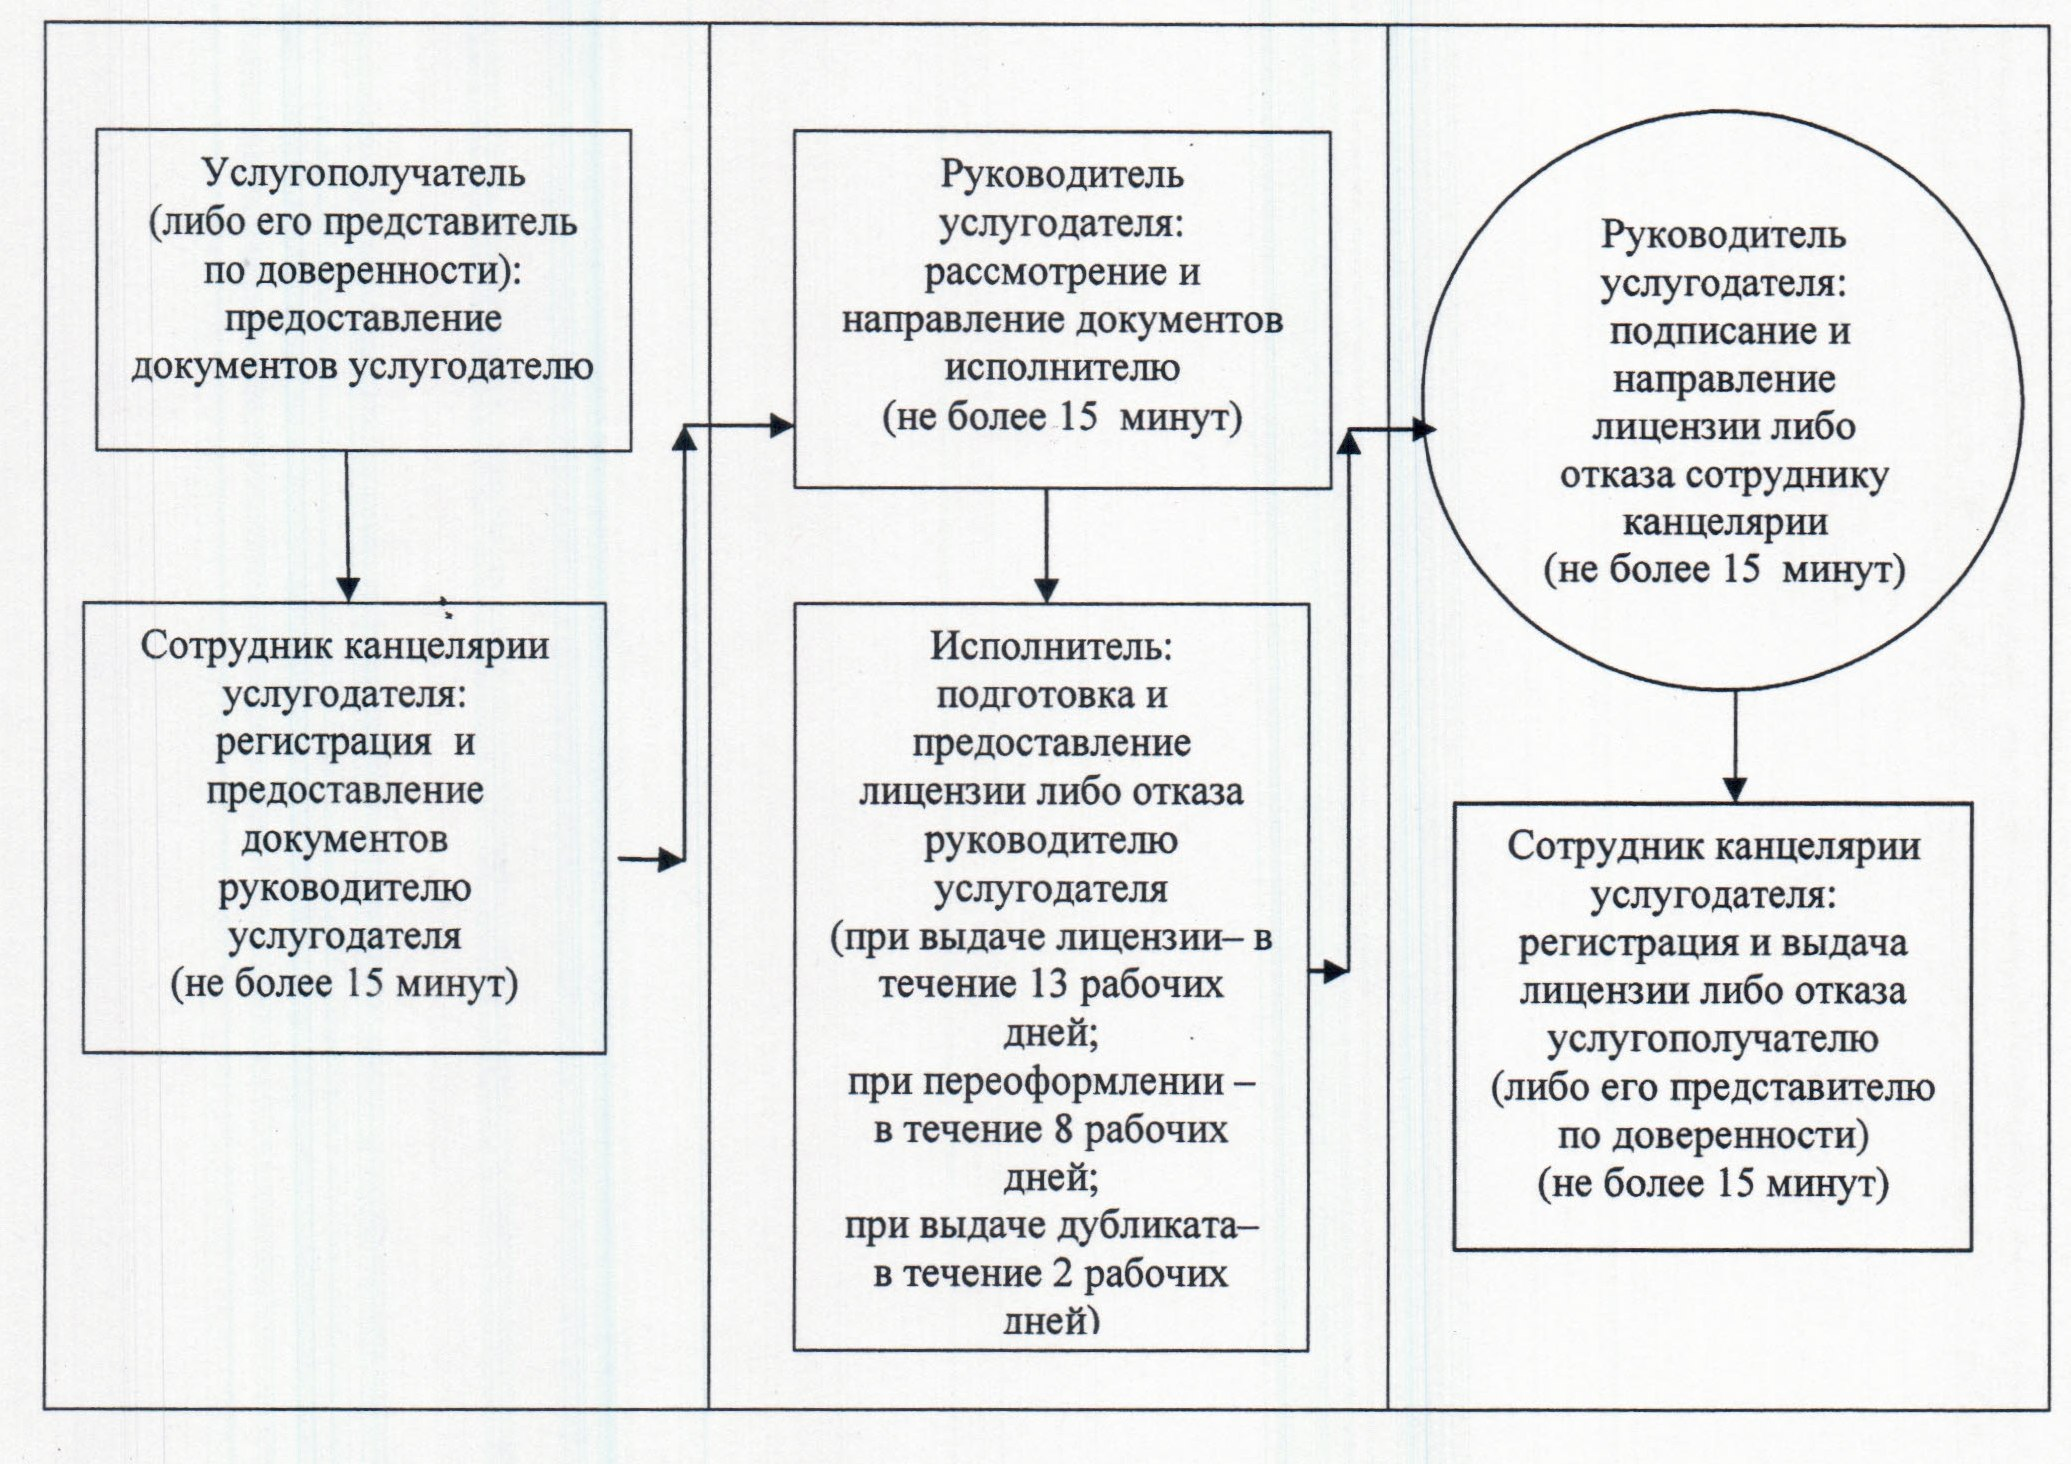 Услугополучатель
(либо его представитель
по доверенности):
предоставление
документов услугодателю
Сотрудник канцелярии
услугодателя:
регистрация и
предоставление
документов
руководителю
услугодателя
(не более 15 минут)
Руководитель
услугодателя:
рассмотрение и
направление документов
исполнителю
(не более 15 минут)
Исполнитель:
подготовка и
предоставление
лицензии либо отказа
руководителю
услугодателя
(при выдаче лицензии– в
течение 13 рабочих
дней;
при переоформлении –
в течение 8 рабочих
дней;
при выдаче дубликата–
в течение 2 рабочих
дней)
Руководитель
услугодателя:
подписание и
направление
лицензии либо
отказа сотруднику
канцелярии
(не более 15 минут)
Сотрудник канцелярии
услугодателя:
регистрация и выдача
лицензии либо отказа
услугополучателю
(либо его представителю
по доверенности)
(не более 15 минут)